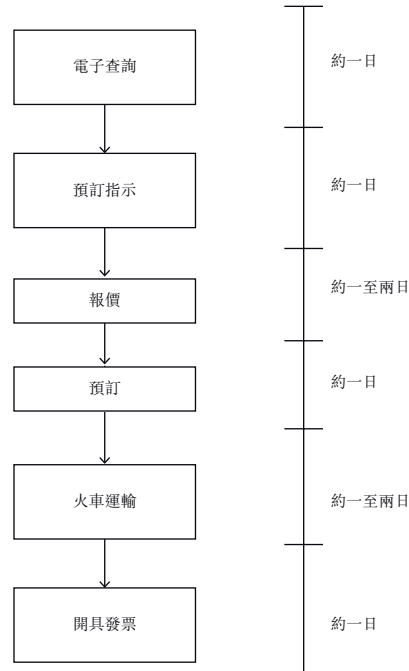 電子查詢
約一日
預訂指示
約一日
報價
約一至兩日
預訂
約一日
火車運輸
約一至兩日
開具發票
約一日